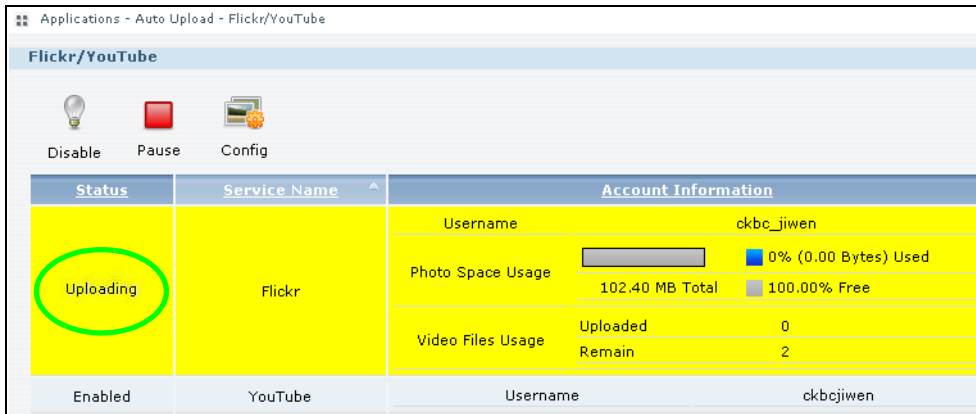 Applications - Auto Upload - Flickr/YouTube
Flickr/YouTube
Disable Pause Config
Status Service Name Account Information
Uploading Flickr
Username ckbc_jiwen
Photo Space Usage
0% (0.00 Bytes) Used
102.40 MB Total 100.00% Free
Video Files Usage
Uploaded 0
Remain 2
Enabled YouTube Username ckbcjiwen